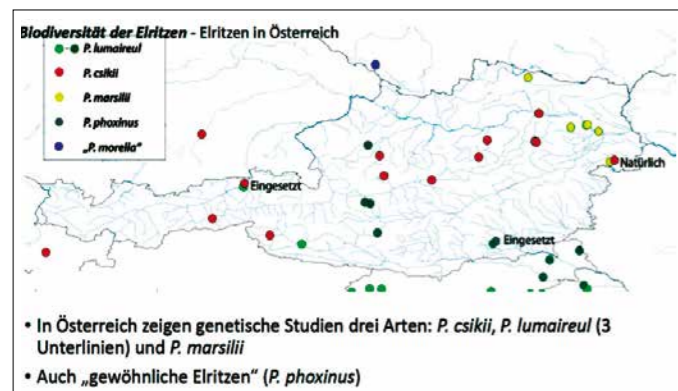 Biodiversität der Elritzen - Elritzen in Österreich
P. lumaireul
P. csikii
P. marsilii
P. phoxinus
„P. morella“
Eingesetzt
Natürlich
Eingesetzt
• In Österreich zeigen genetische Studien drei Arten: P. csikii, P. lumaireul (3
Unterlinien) und P. marsilii
• Auch „gewöhnliche Elritzen“ (P. phoxinus)